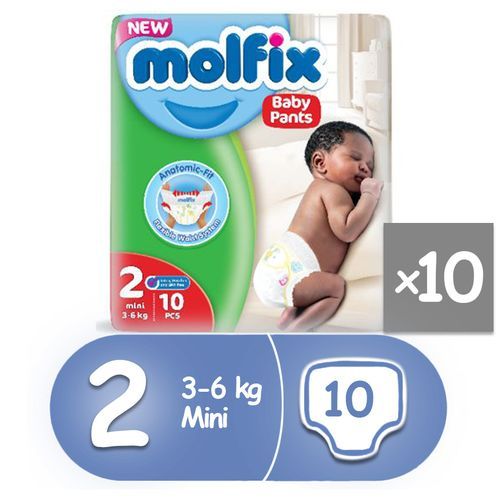 NEW
molfix
Baby
Pants
Anatomic-Fit
molfix
Flexible Waist System
2
mini
3-6 kg
10
PCS
×10
2
3-6 kg
Mini
10